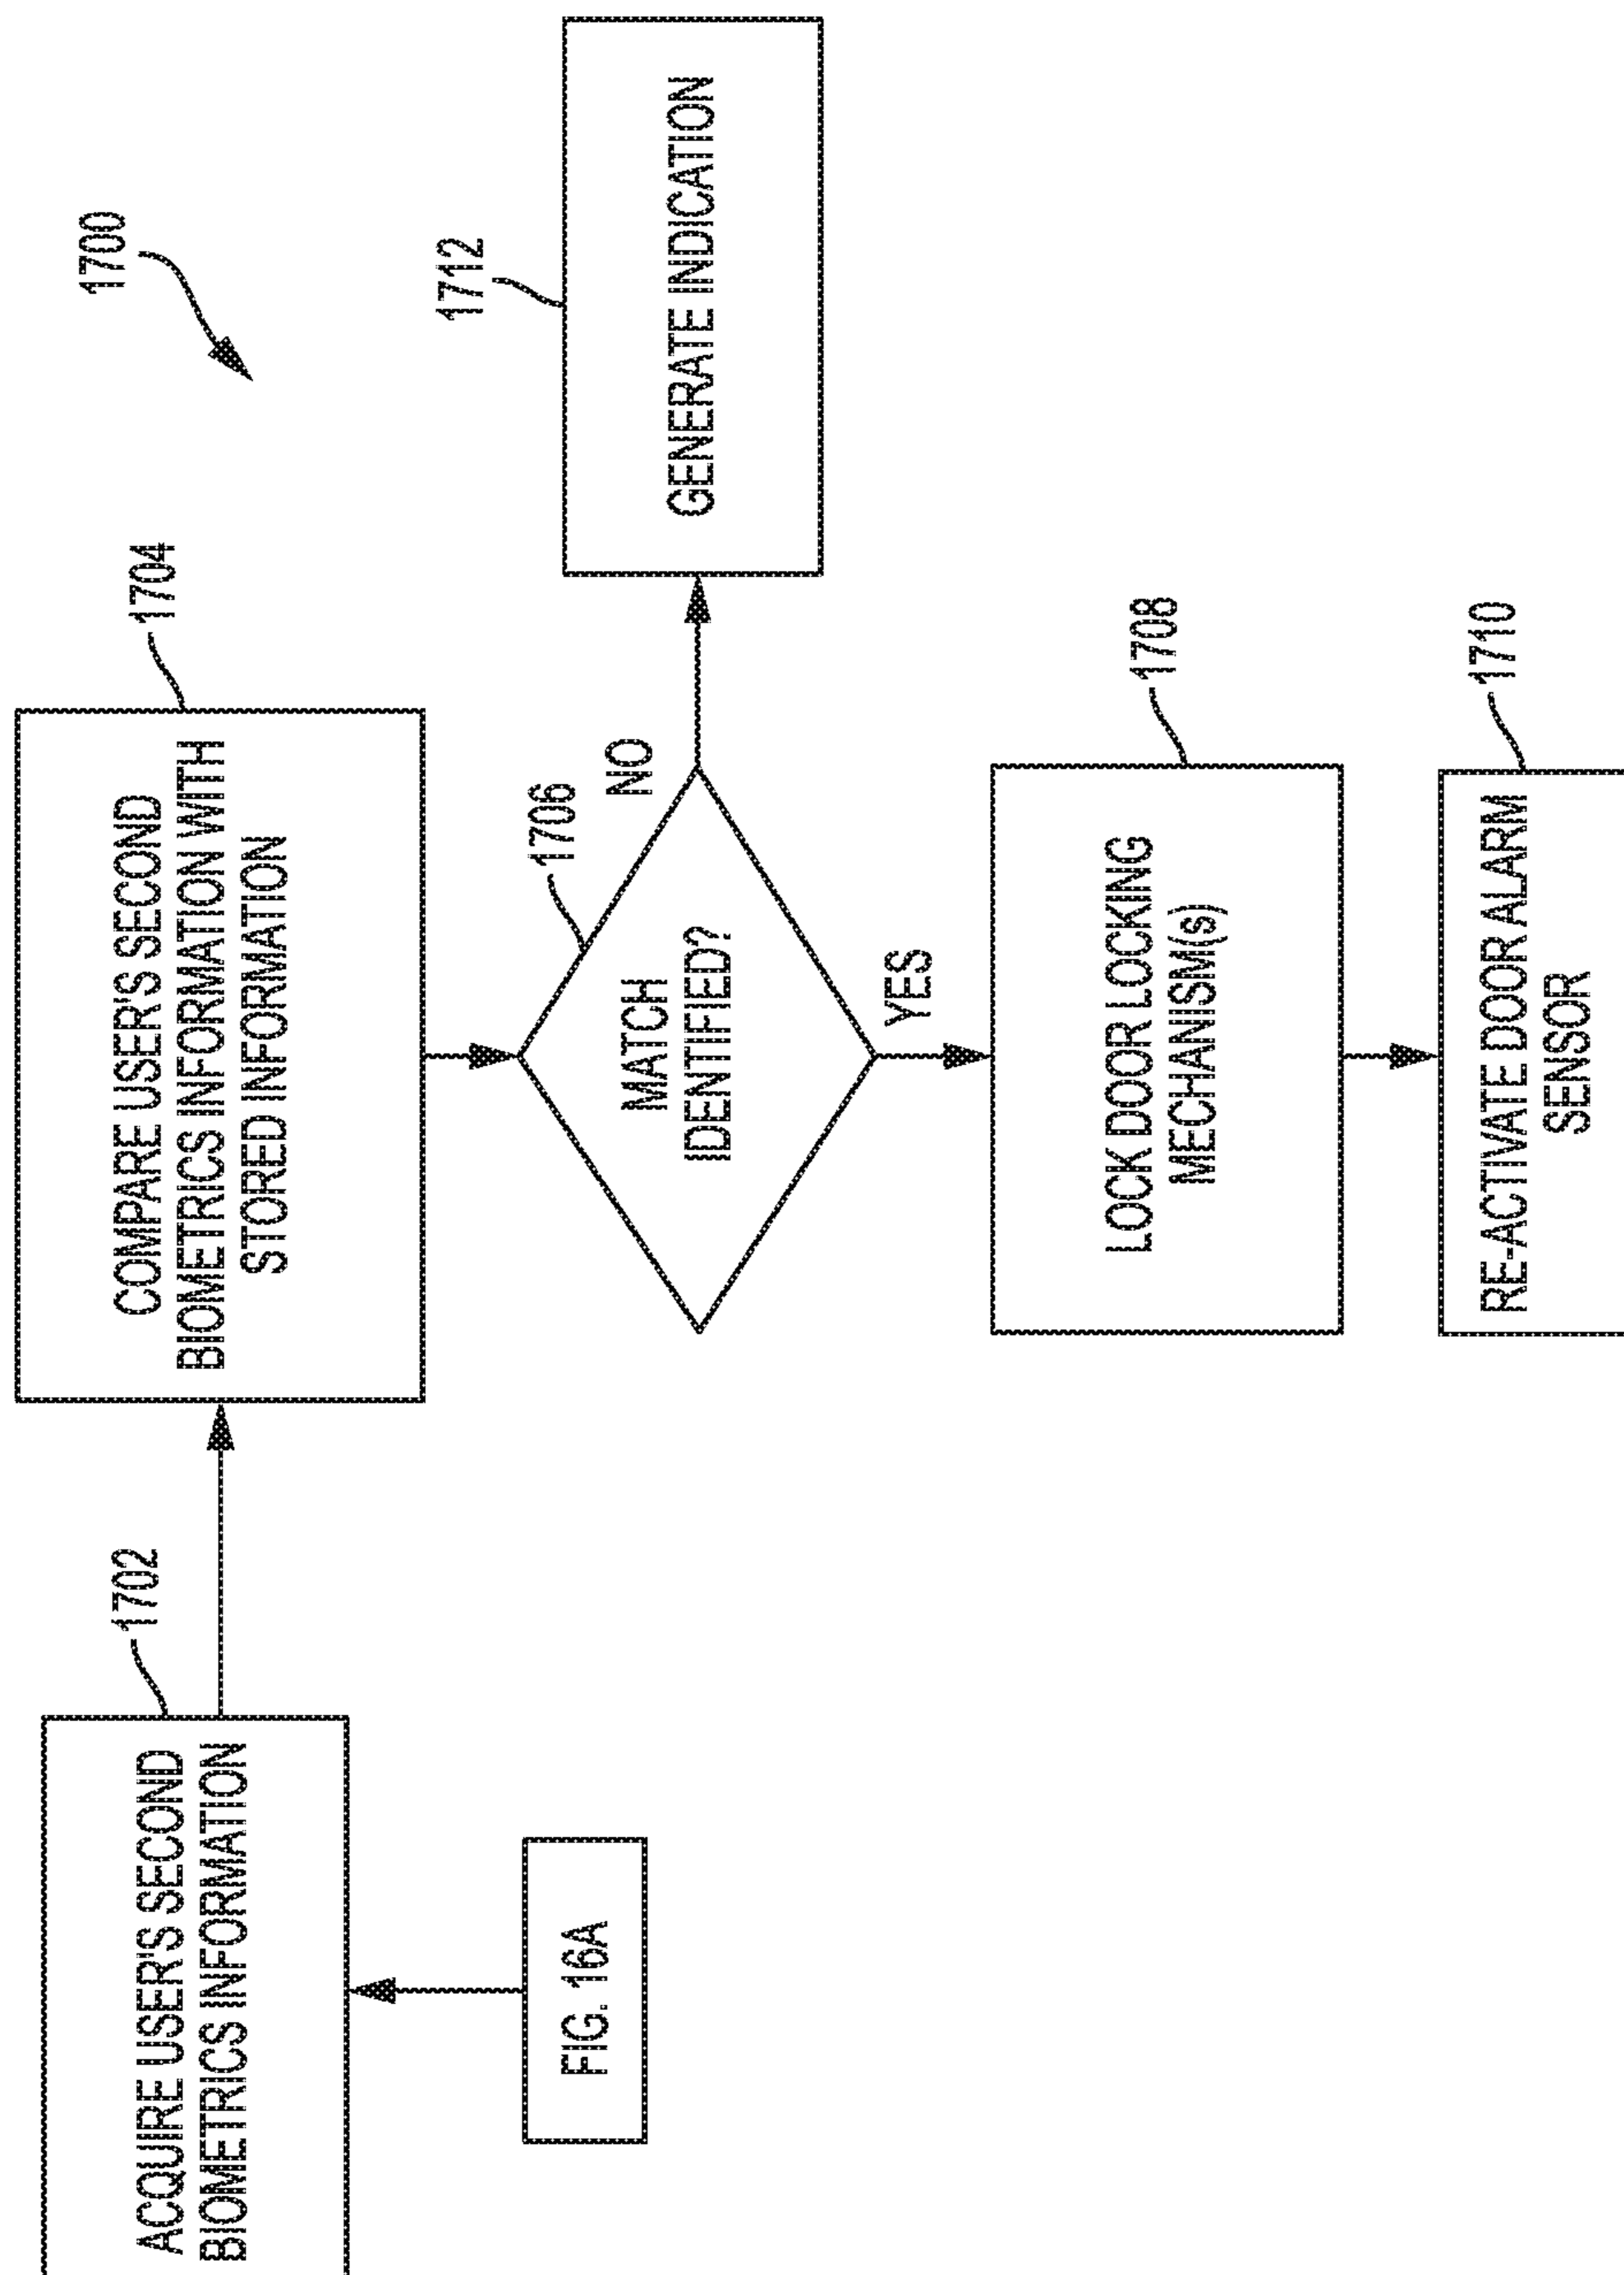 1700
1702
ACQUIRE USER'S SECOND
BIOMETRICS INFORMATION
FIG. 16A
1704
COMPARE USER'S SECOND
BIOMETRICS INFORMATION WITH
STORED INFORMATION
1706
MATCH
IDENTIFIED?
NO
1712
GENERATE INDICATION
YES
1708
LOCK DOOR LOCKING
MECHANISM(s)
1710
RE-ACTIVATE DOOR ALARM
SENSOR